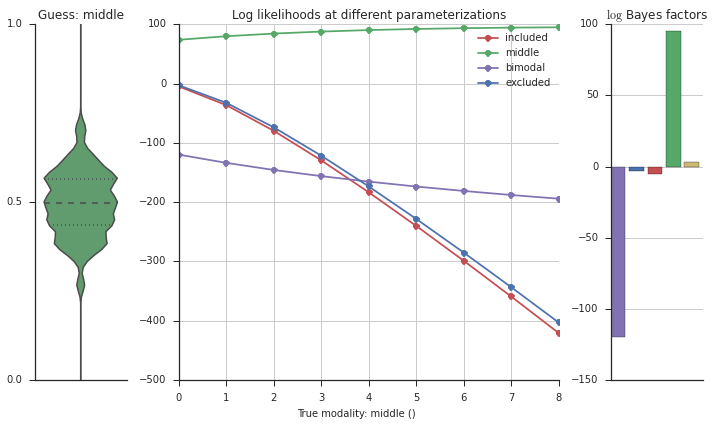 Guess: middle
1.0
0.5
0.0
Log likelihoods at different parameterizations
100
0
−100
−200
−300
−400
−500
0 1 2 3 4 5 6 7 8
True modality: middle ()
included
middle
bimodal
excluded
log Bayes factors
100
50
0
−50
−100
−150